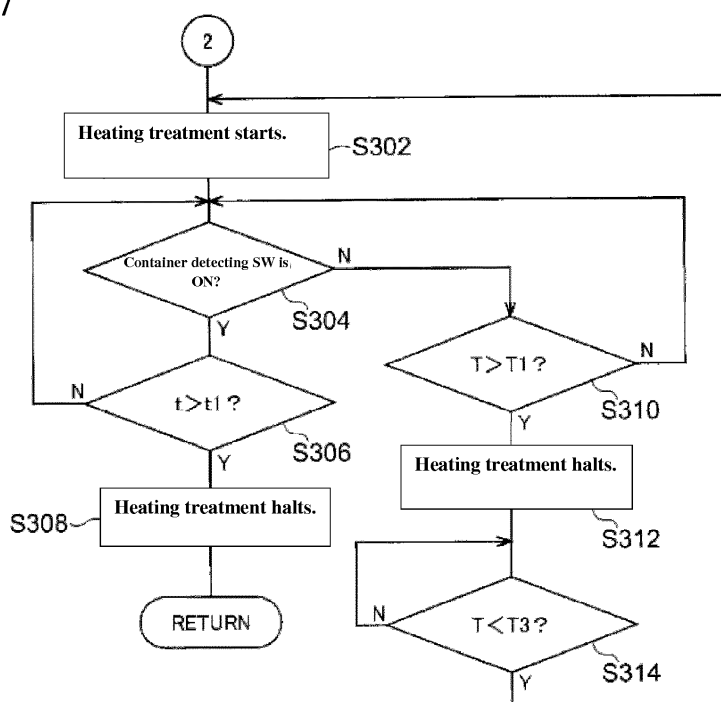 2
Heating treatment starts.
S302
Container detecting SW is
ON?
N
S304
Y
T>T1?
N
S310
Y
t>t1?
N
S306
Y
Heating treatment halts.
S312
Heating treatment halts.
S308
RETURN
T<T3?
N
S314
Y